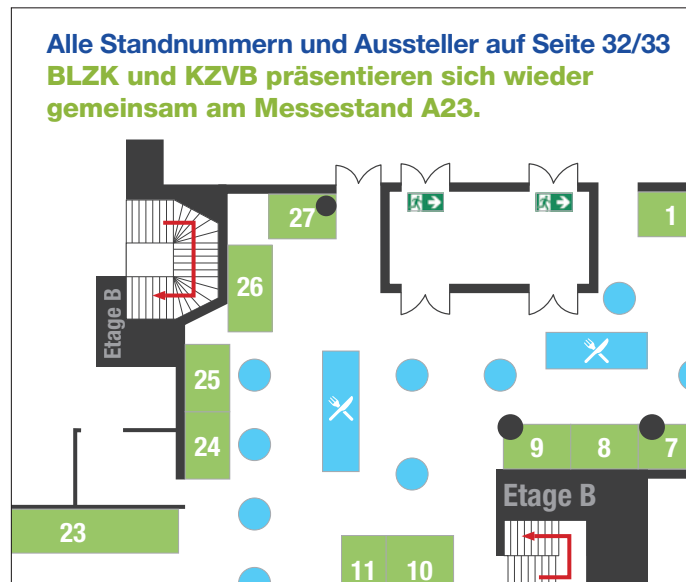 Alle Standnummern und Aussteller auf Seite 32/33
BLZK und KZVB präsentieren sich wieder
gemeinsam am Messestand A23.
27
1
26
Etage B
25
24
9
8
7
Etage B
23
11
10